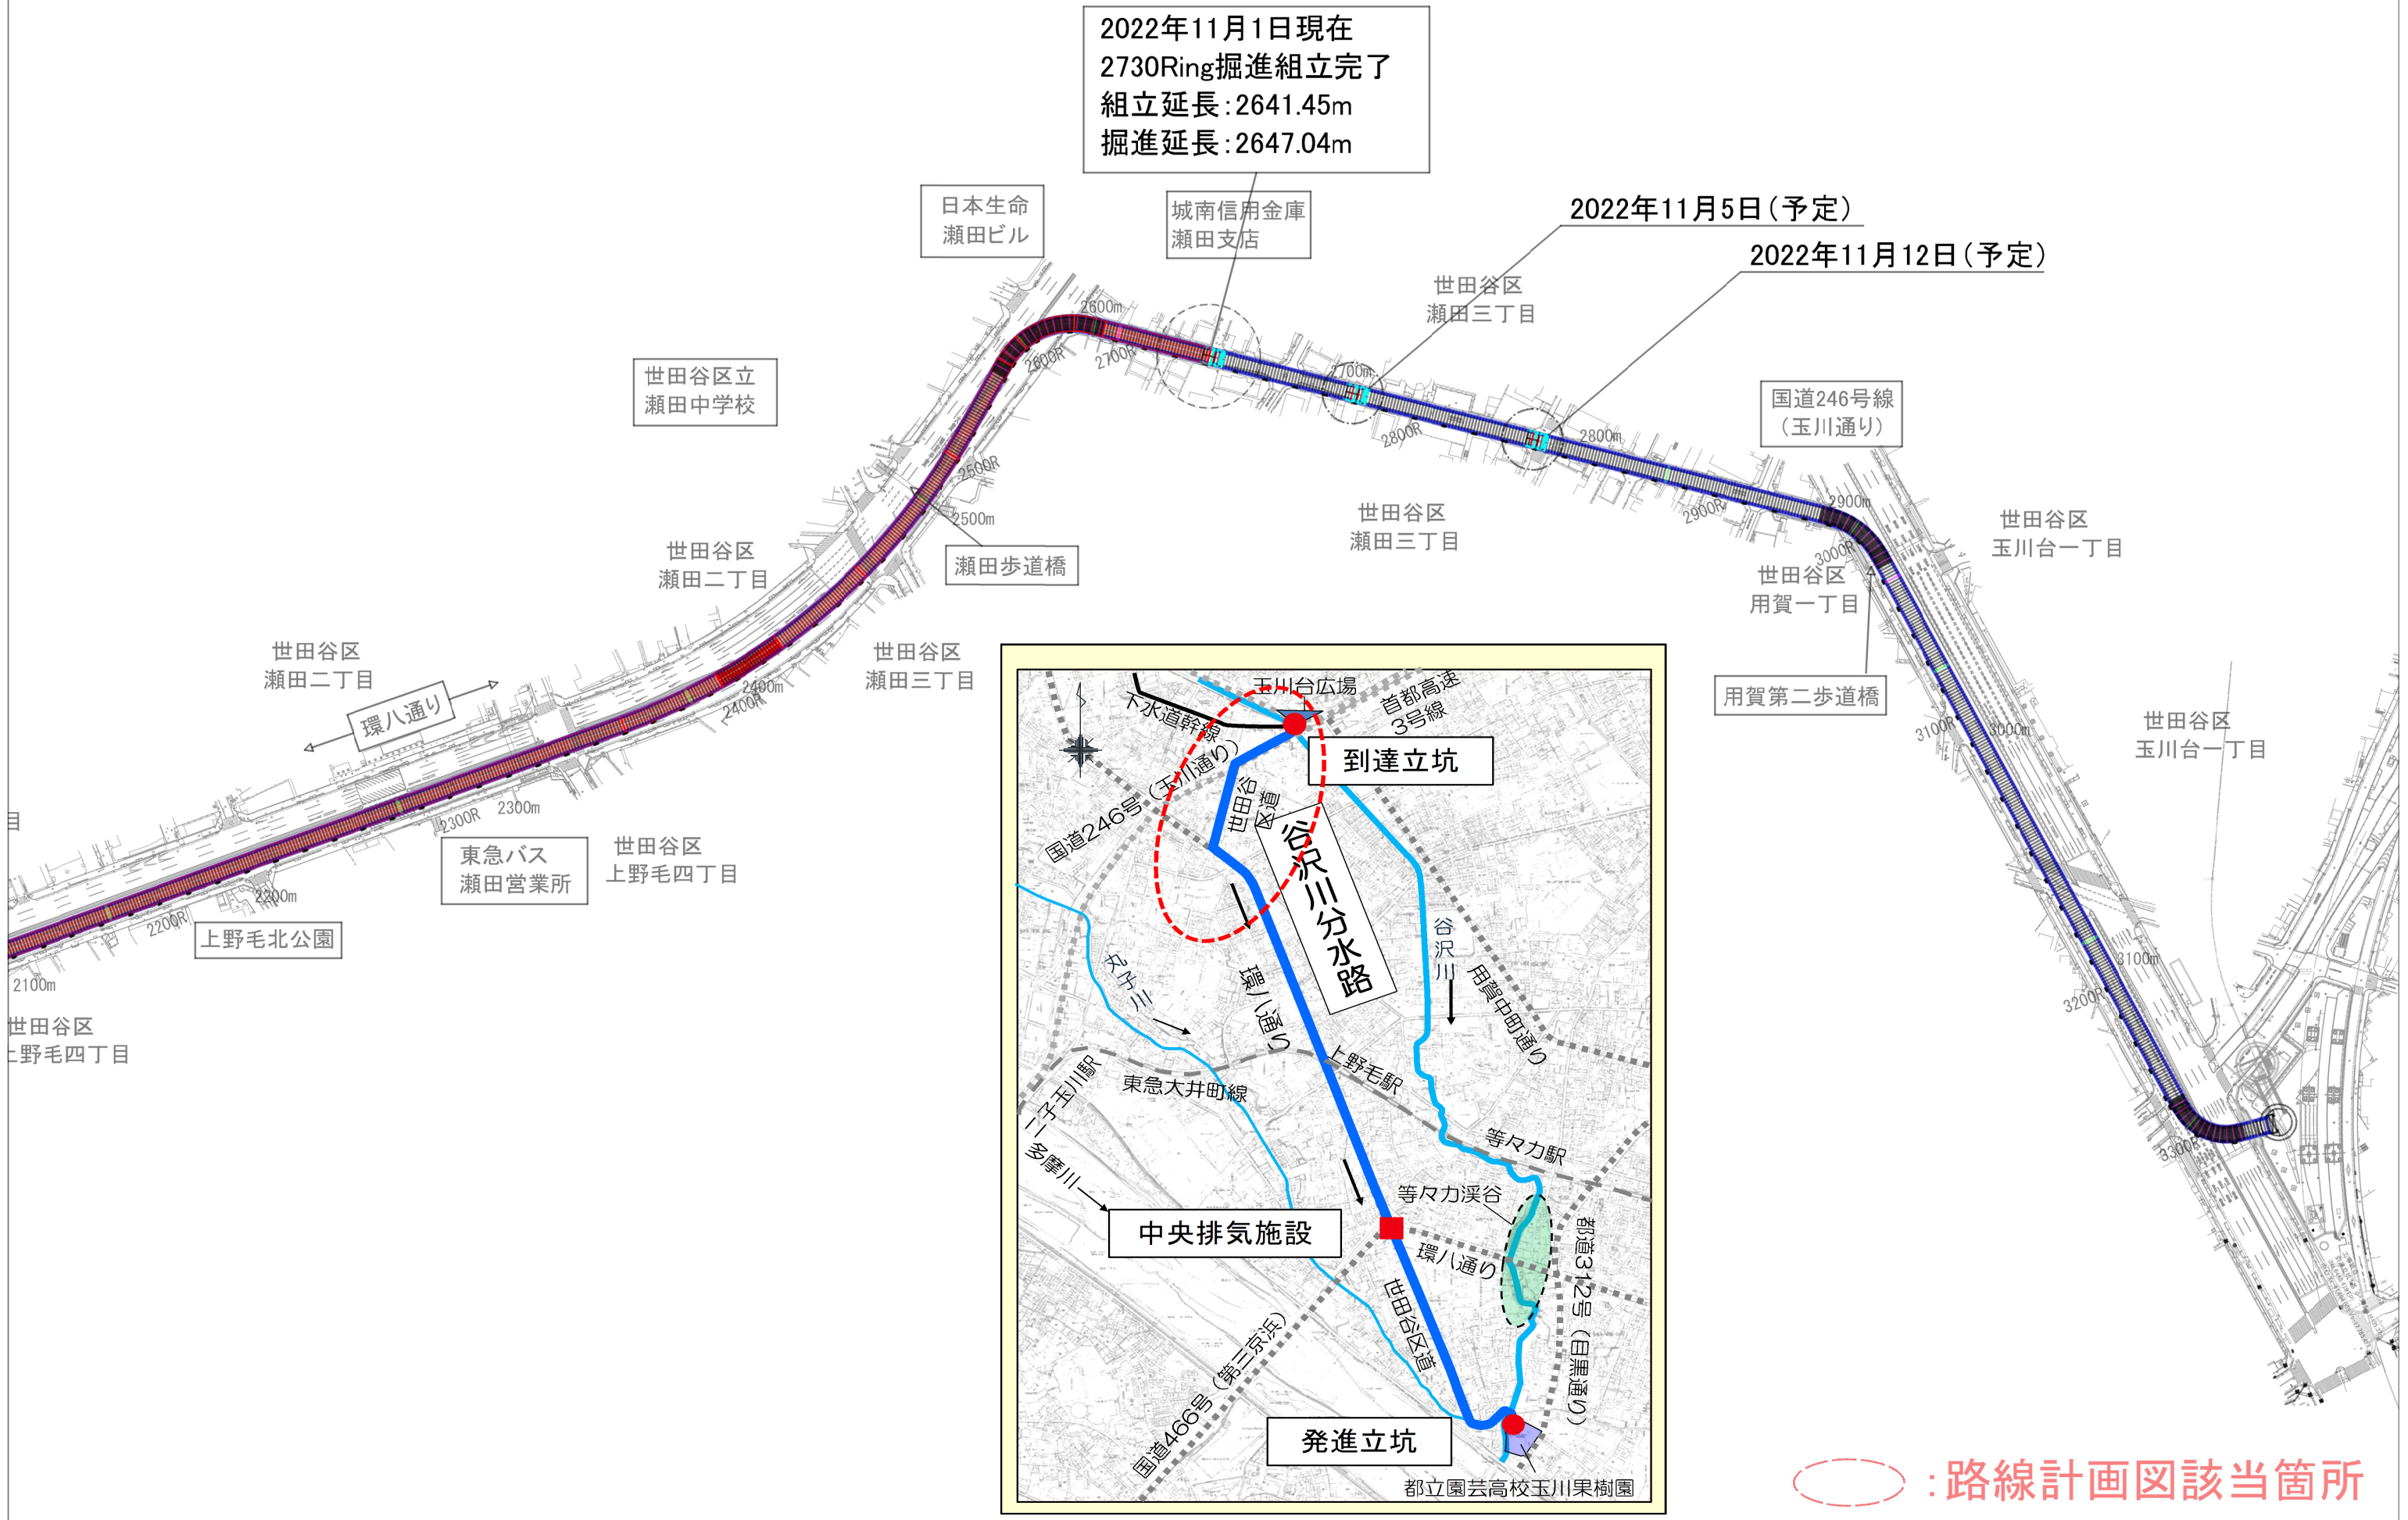 2022年11月1日現在
2730Ring掘進組立完了
組立延長：2641.45m
掘進延長：2647.04m
日本生命
瀬田ビル
城南信用金庫
瀬田支店
2022年11月5日（予定）
2022年11月12日（予定）
世田谷区
瀬田三丁目
2600m
2600R
2700R
2700m
2800R
2800m
世田谷区立
瀬田中学校
国道246号線
（玉川通り）
2500R
2500m
2900R
2900m
3000R
世田谷区
瀬田三丁目
世田谷区
玉川台一丁目
世田谷区
瀬田二丁目
瀬田歩道橋
世田谷区
用賀一丁目
世田谷区
瀬田二丁目
世田谷区
瀬田三丁目
環八通り
2400m
2400R
用賀第二歩道橋
3100R
3000m
世田谷区
玉川台一丁目
2300m
2300R
目
東急バス
瀬田営業所
世田谷区
上野毛四丁目
2200m
2200R
上野毛北公園
2100m
世田谷区
上野毛四丁目
3100m
3200R
3300R
玉川台広場
下水道幹線
首都高速
3号線
到達立坑
国道246号（玉川通り）
世田谷
区道
谷沢川分水路
谷沢川
丸子川
環八通り
用賀中町通り
上野毛駅
東急大井町線
二子玉川駅
多摩川
等々力駅
等々力渓谷
中央排気施設
環八通り
都道312号（目黒通り）
世田谷区道
国道466号（第三京浜）
発進立坑
都立園芸高校玉川果樹園
：路線計画図該当箇所